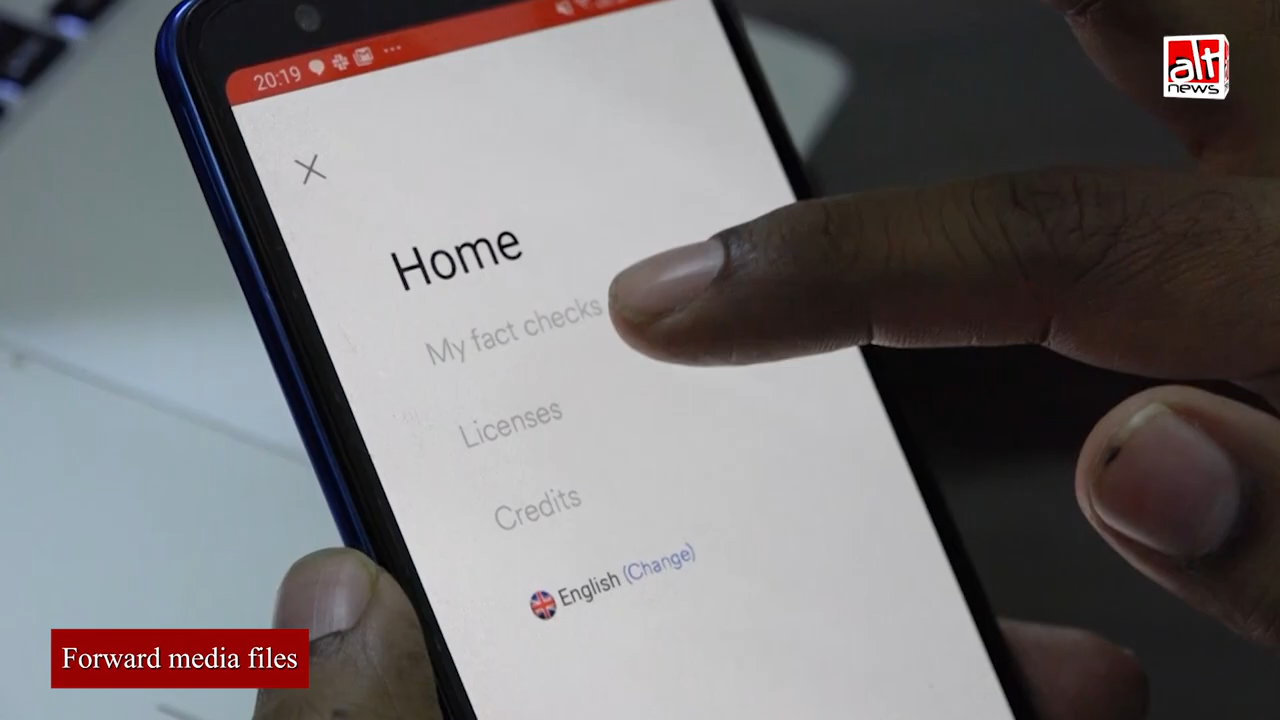 20:19
alt
news
Home
My fact checks
Licenses
Credits
English (Change)
Forward media files